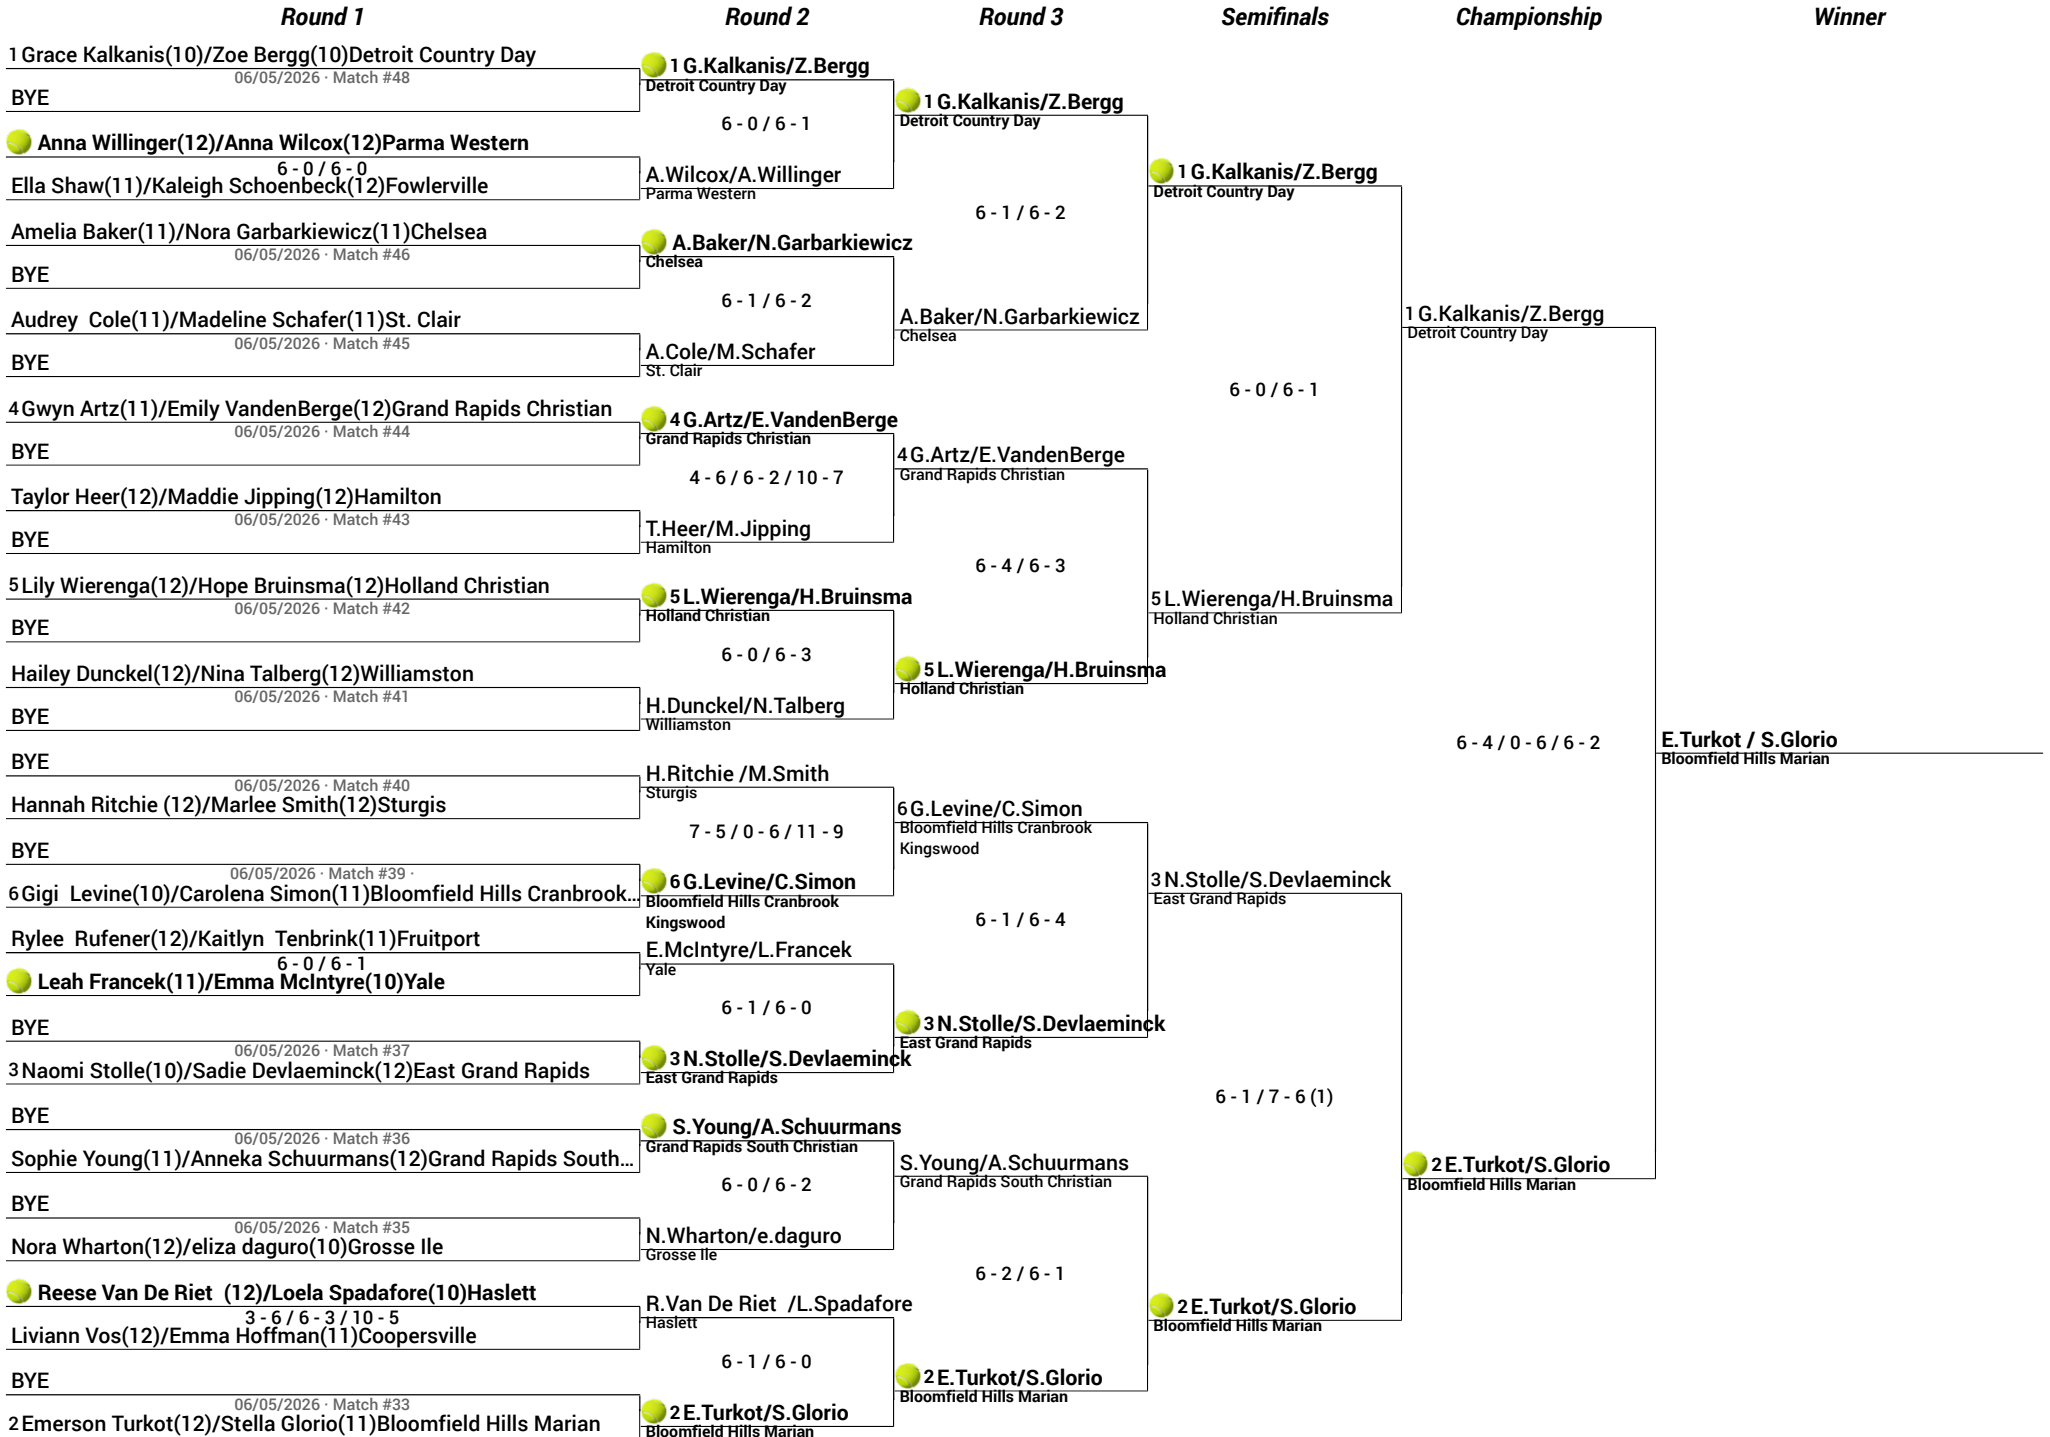 Round 1
Round 2
Round 3
Semifinals
Championship
Winner
1 Grace Kalkanis(10)/Zoe Bergg(10)Detroit Country Day
06/05/2026 · Match #48
BYE
Anna Willinger(12)/Anna Wilcox(12)Parma Western
6 - 0 / 6 - 0
Ella Shaw(11)/Kaleigh Schoenbeck(12)Fowlerville
Amelia Baker(11)/Nora Garbarkiewicz(11)Chelsea
06/05/2026 · Match #46
BYE
Audrey  Cole(11)/Madeline Schafer(11)St. Clair
06/05/2026 · Match #45
BYE
4 Gwyn Artz(11)/Emily VandenBerge(12)Grand Rapids Christian
06/05/2026 · Match #44
BYE
Taylor Heer(12)/Maddie Jipping(12)Hamilton
06/05/2026 · Match #43
BYE
5 Lily Wierenga(12)/Hope Bruinsma(12)Holland Christian
06/05/2026 · Match #42
BYE
Hailey Dunckel(12)/Nina Talberg(12)Williamston
06/05/2026 · Match #41
BYE
BYE
06/05/2026 · Match #40
Hannah Ritchie (12)/Marlee Smith(12)Sturgis
BYE
06/05/2026 · Match #39 ·
6 Gigi  Levine(10)/Carolena Simon(11)Bloomfield Hills Cranbrook...
Rylee  Rufener(12)/Kaitlyn  Tenbrink(11)Fruitport
6 - 0 / 6 - 1
Leah Francek(11)/Emma McIntyre(10)Yale
BYE
06/05/2026 · Match #37
3 Naomi Stolle(10)/Sadie Devlaeminck(12)East Grand Rapids
BYE
06/05/2026 · Match #36
Sophie Young(11)/Anneka Schuurmans(12)Grand Rapids South...
BYE
06/05/2026 · Match #35
Nora Wharton(12)/eliza daguro(10)Grosse Ile
Reese Van De Riet  (12)/Loela Spadafore(10)Haslett
3 - 6 / 6 - 3 / 10 - 5
Liviann Vos(12)/Emma Hoffman(11)Coopersville
BYE
06/05/2026 · Match #33
2 Emerson Turkot(12)/Stella Glorio(11)Bloomfield Hills Marian
1 G.Kalkanis/Z.Bergg
Detroit Country Day
6 - 0 / 6 - 1
A.Wilcox/A.Willinger
Parma Western
A.Baker/N.Garbarkiewicz
Chelsea
6 - 1 / 6 - 2
A.Cole/M.Schafer
St. Clair
4 G.Artz/E.VandenBerge
Grand Rapids Christian
4 - 6 / 6 - 2 / 10 - 7
T.Heer/M.Jipping
Hamilton
5 L.Wierenga/H.Bruinsma
Holland Christian
6 - 0 / 6 - 3
H.Dunckel/N.Talberg
Williamston
H.Ritchie /M.Smith
Sturgis
7 - 5 / 0 - 6 / 11 - 9
6 G.Levine/C.Simon
Bloomfield Hills Cranbrook
Kingswood
E.McIntyre/L.Francek
Yale
6 - 1 / 6 - 0
3 N.Stolle/S.Devlaeminck
East Grand Rapids
S.Young/A.Schuurmans
Grand Rapids South Christian
6 - 0 / 6 - 2
N.Wharton/e.daguro
Grosse Ile
R.Van De Riet  /L.Spadafore
Haslett
6 - 1 / 6 - 0
2 E.Turkot/S.Glorio
Bloomfield Hills Marian
1 G.Kalkanis/Z.Bergg
Detroit Country Day
6 - 1 / 6 - 2
A.Baker/N.Garbarkiewicz
Chelsea
4 G.Artz/E.VandenBerge
Grand Rapids Christian
6 - 4 / 6 - 3
5 L.Wierenga/H.Bruinsma
Holland Christian
6 G.Levine/C.Simon
Bloomfield Hills Cranbrook
Kingswood
6 - 1 / 6 - 4
3 N.Stolle/S.Devlaeminck
East Grand Rapids
S.Young/A.Schuurmans
Grand Rapids South Christian
6 - 2 / 6 - 1
2 E.Turkot/S.Glorio
Bloomfield Hills Marian
1 G.Kalkanis/Z.Bergg
Detroit Country Day
6 - 0 / 6 - 1
5 L.Wierenga/H.Bruinsma
Holland Christian
3 N.Stolle/S.Devlaeminck
East Grand Rapids
6 - 1 / 7 - 6 (1)
2 E.Turkot/S.Glorio
Bloomfield Hills Marian
1 G.Kalkanis/Z.Bergg
Detroit Country Day
6 - 4 / 0 - 6 / 6 - 2
2 E.Turkot/S.Glorio
Bloomfield Hills Marian
E.Turkot / S.Glorio
Bloomfield Hills Marian